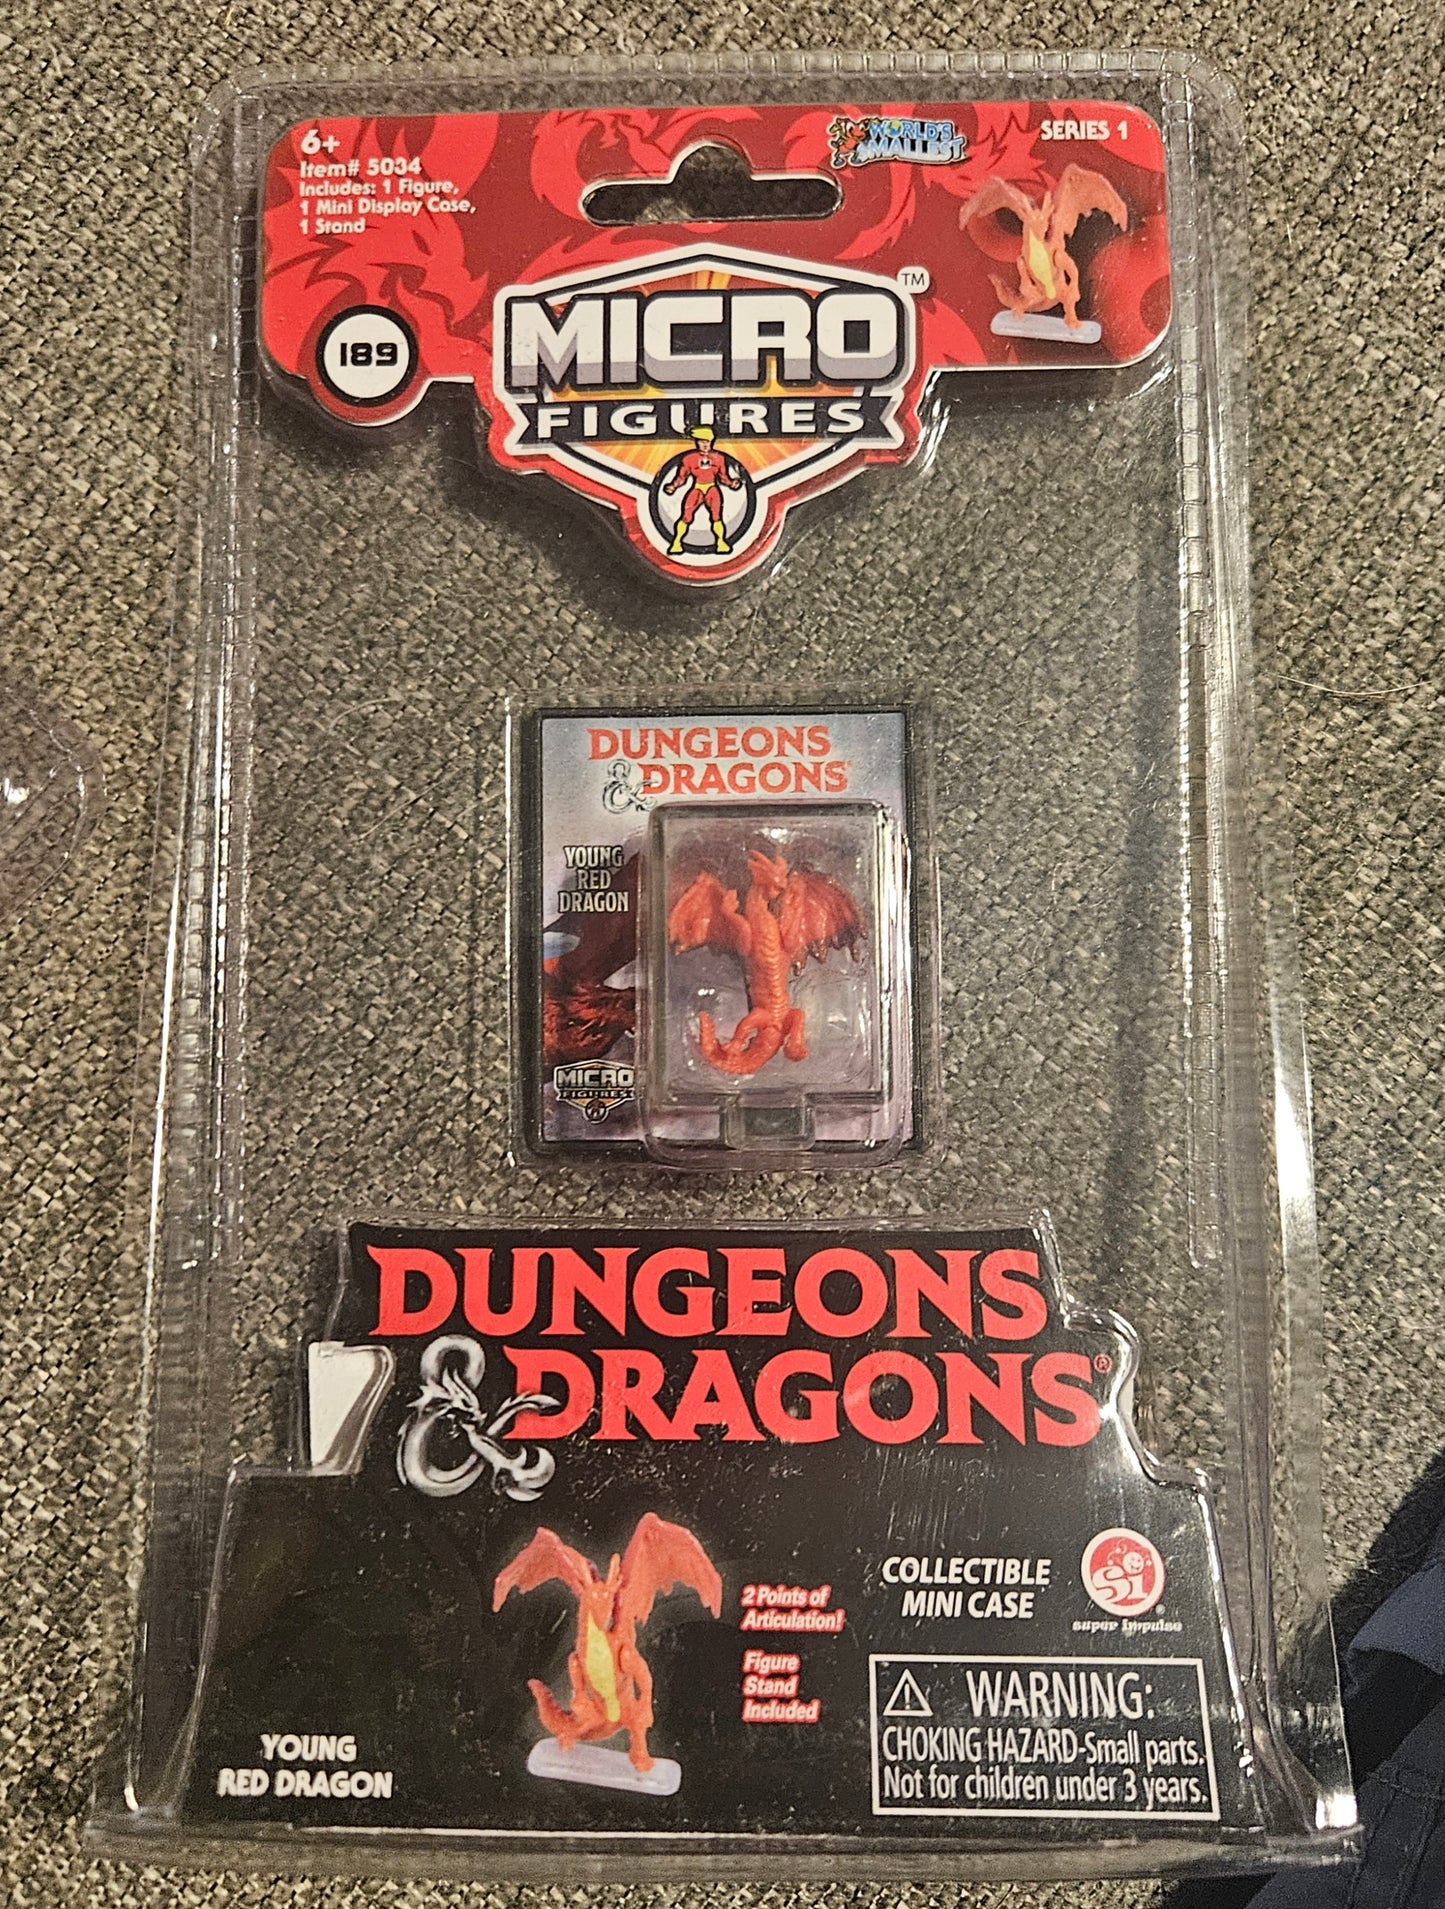 6+
Item# 5034
Includes: 1 Figure,
1 Mini Display Case,
1 Stand
WORLD'S
SMALLEST
SERIES 1
189
MICRO™
FIGURES
M
DUNGEONS
& DRAGONS
YOUNG
RED
DRAGON
MICRO
FIGURES
DUNGEONS
& DRAGONS®
2 Points of
Articulation!
Figure
Stand
Included
COLLECTIBLE
MINI CASE
Si®
super impulse
YOUNG
RED DRAGON
WARNING:
CHOKING HAZARD-Small parts.
Not for children under 3 years.